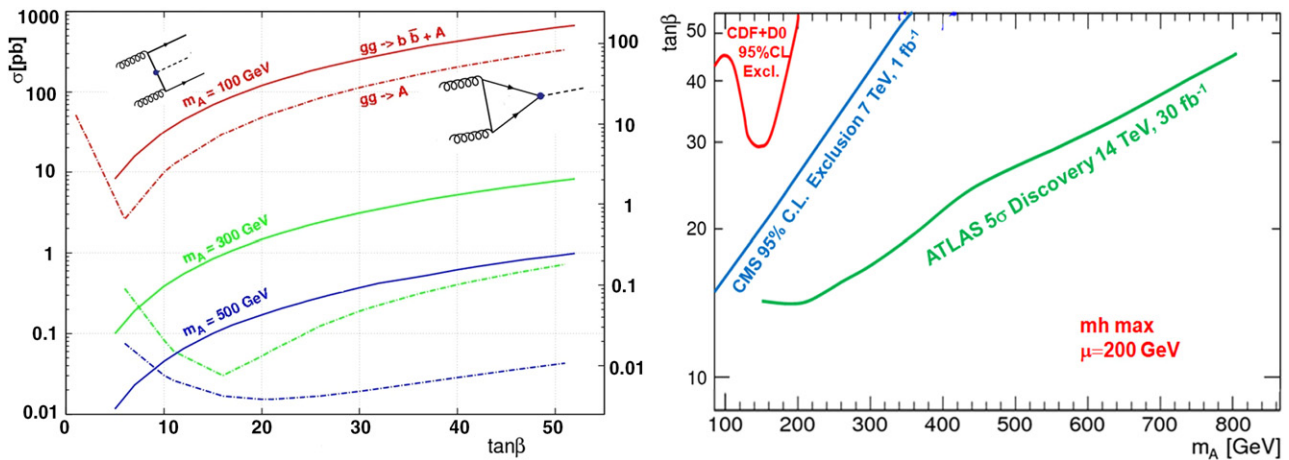 σ[pb]
1000
100
10
1
0.1
0.01
0
10
20
30
40
50
tanβ
100
10
1
0.1
0.01
gg -> b b̅ + A
gg -> A
m_A = 100 GeV
m_A = 300 GeV
m_A = 500 GeV
tanβ
50
40
30
20
10
100
200
300
400
500
600
700
800
m_A [GeV]
CDF+D0
95%CL
Excl.
CMS 95% C.L. Exclusion 7 TeV, 1 fb⁻¹
ATLAS 5σ Discovery 14 TeV, 30 fb⁻¹
mh max
μ=200 GeV